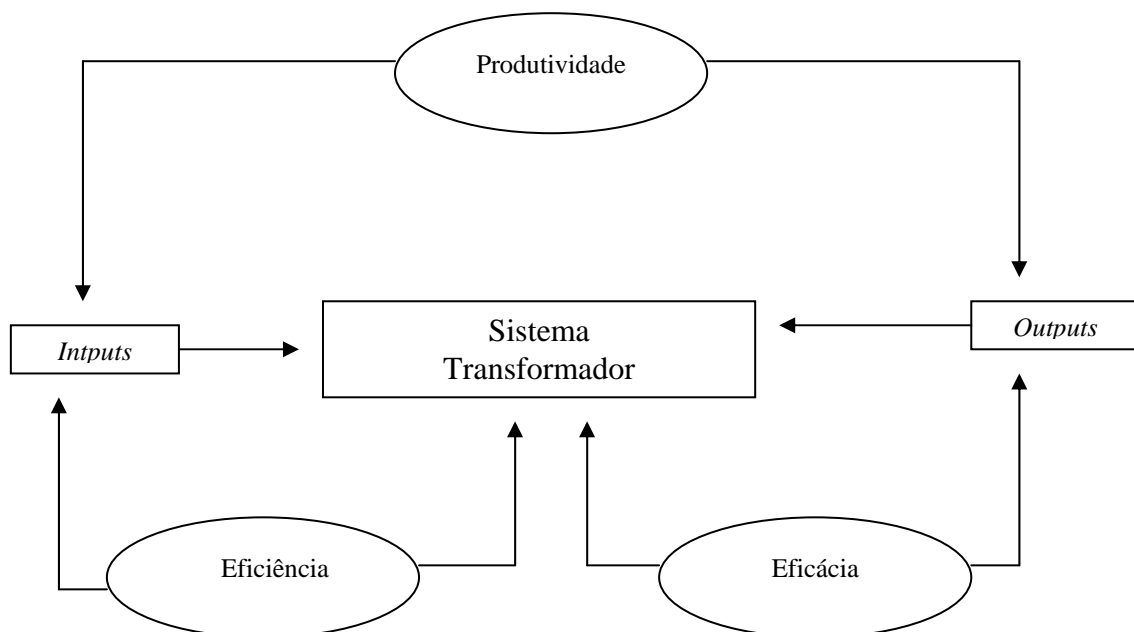 Produtividade
Intputs
Sistema
Transformador
Outputs
Eficiência
Eficácia